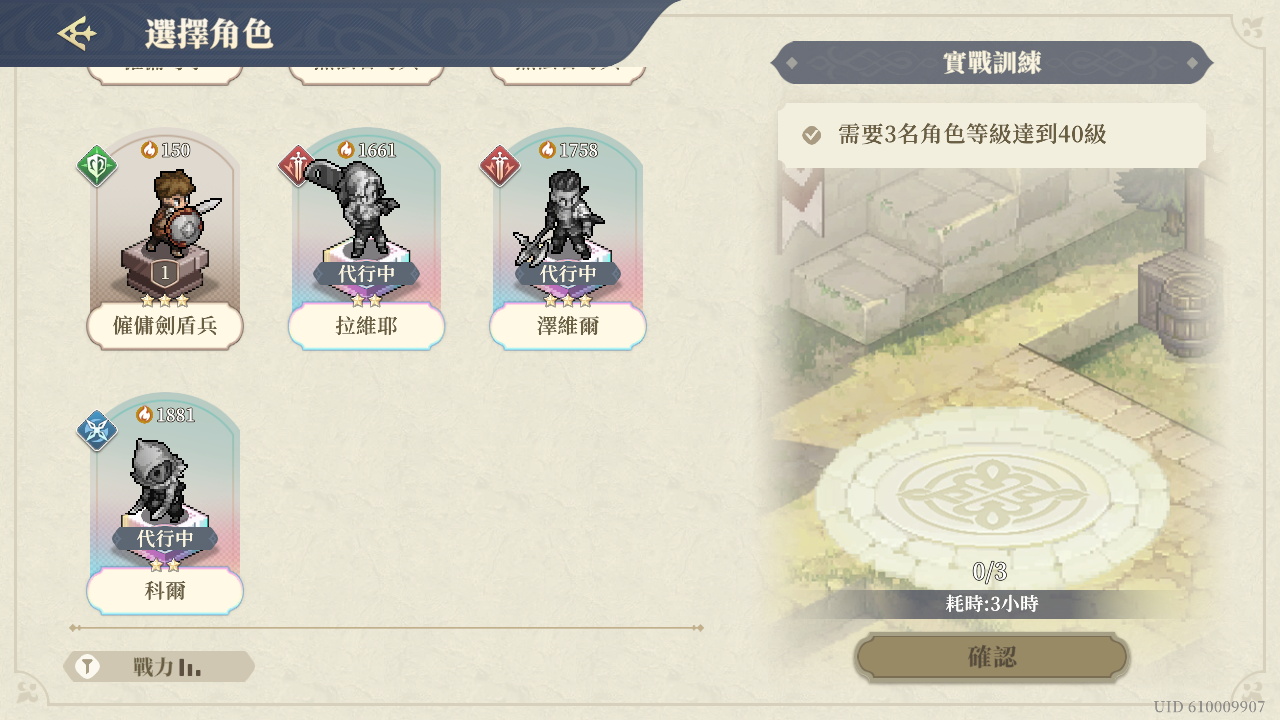 選擇角色
實戰訓練
需要3名角色等級達到40級
150
1
僱傭劍盾兵
1661
代行中
拉維耶
1758
代行中
澤維爾
1881
代行中
科爾
0/3
耗時:3小時
戰力
確認
UID 610009907